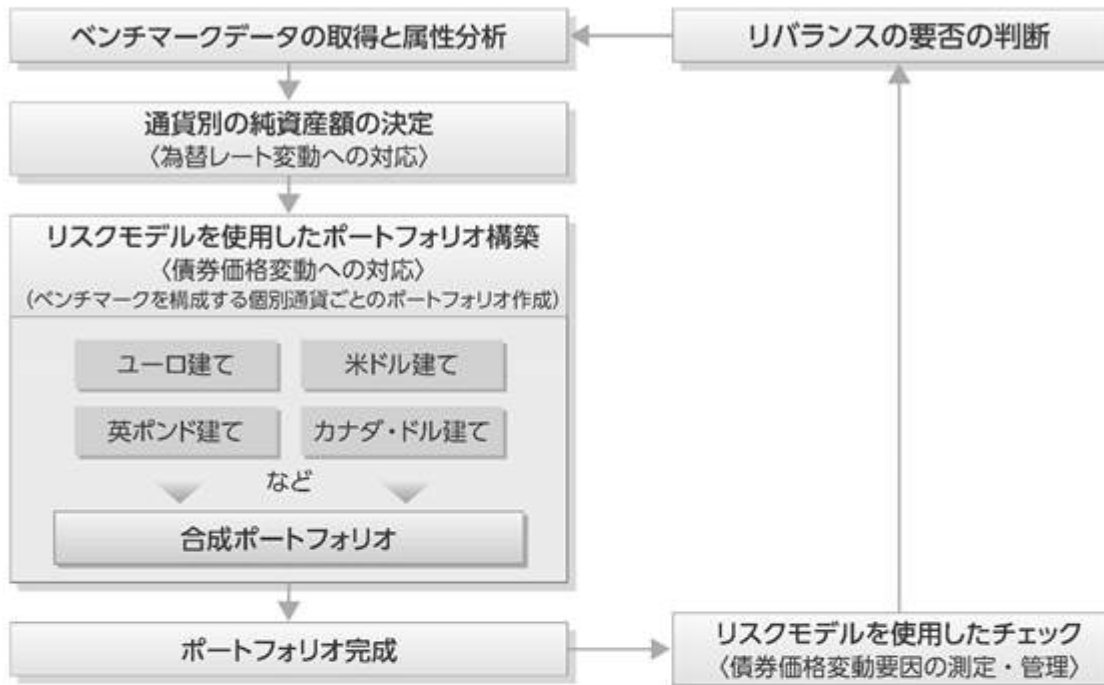 ベンチマークデータの取得と属性分析
リバランスの要否の判断
通貨別の純資産額の決定
〈為替レート変動への対応〉
リスクモデルを使用したポートフォリオ構築
〈債券価格変動への対応〉
(ベンチマークを構成する個別通貨ごとのポートフォリオ作成)
ユーロ建て
米ドル建て
英ポンド建て
カナダ・ドル建て
など
合成ポートフォリオ
ポートフォリオ完成
リスクモデルを使用したチェック
〈債券価格変動要因の測定・管理〉